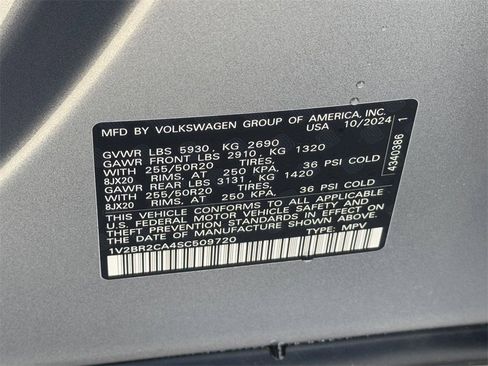 MFD BY VOLKSWAGEN GROUP OF AMERICA, INC.
USA 10/2024
GVWR LBS 5930, KG 2690
GAWR FRONT LBS 2910, KG 1320
WITH 255/50R20 TIRES, 36 PSI COLD
8JX20 RIMS, AT 250 KPA,
GAWR REAR LBS 3131, KG 1420
WITH 255/50R20 TIRES, 36 PSI COLD
8JX20 RIMS, AT 250 KPA,
THIS VEHICLE CONFORMS TO ALL APPLICABLE
U.S. FEDERAL MOTOR VEHICLE SAFETY AND
THEFT PREVENTION STANDARDS IN EFFECT ON
THE DATE OF MANUFACTURE SHOWN ABOVE.
1V2BR2CA4SC509720 TYPE: MPV
4340386 1